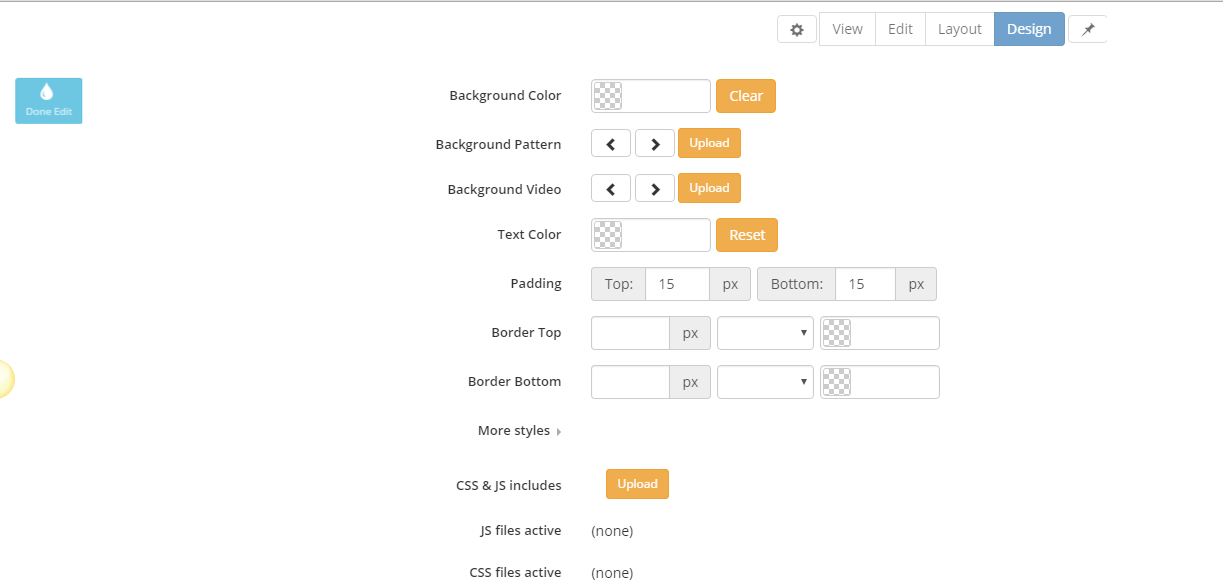 View Edit Layout Design
Done Edit
Background Color Clear
Background Pattern Upload
Background Video Upload
Text Color Reset
Padding Top: 15 px Bottom: 15 px
Border Top px
Border Bottom px
More styles
CSS & JS includes Upload
JS files active (none)
CSS files active (none)